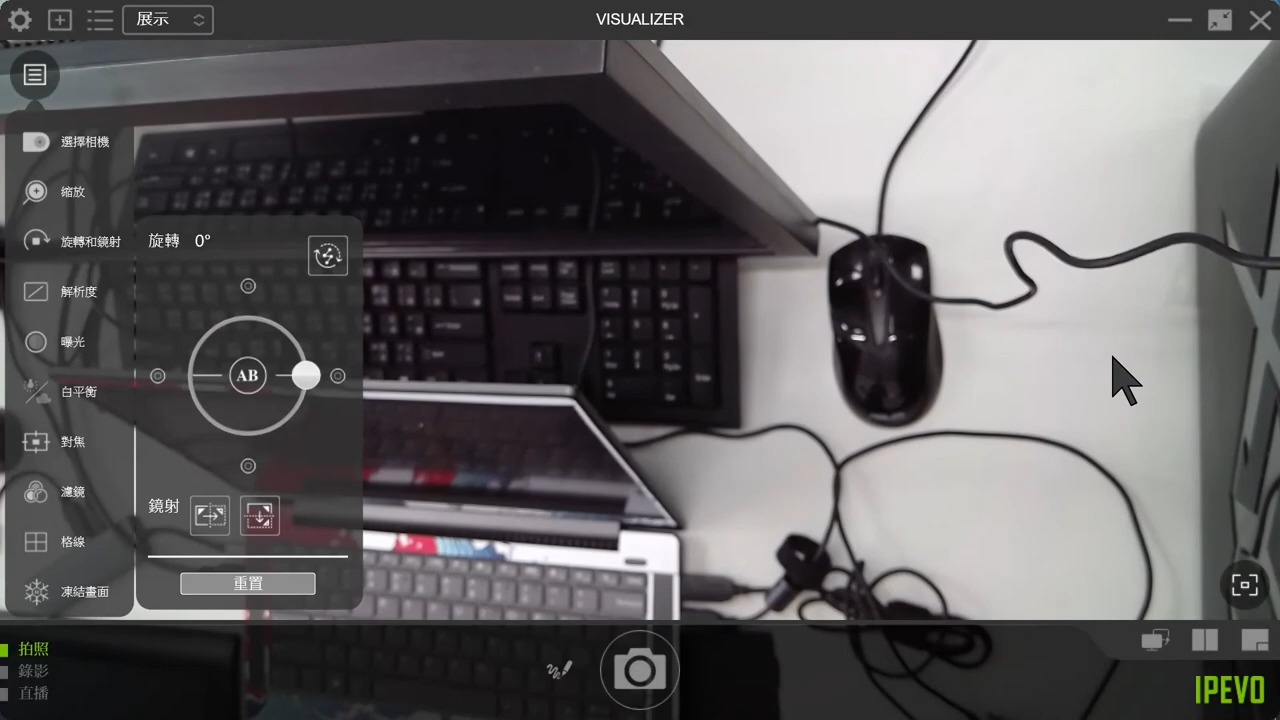 展示
VISUALIZER
選擇相機
縮放
旋轉和鏡射
解析度
曝光
白平衡
對焦
濾鏡
格線
凍結畫面
旋轉 0°
AB
鏡射
重置
拍照
錄影
直播
IPEVO